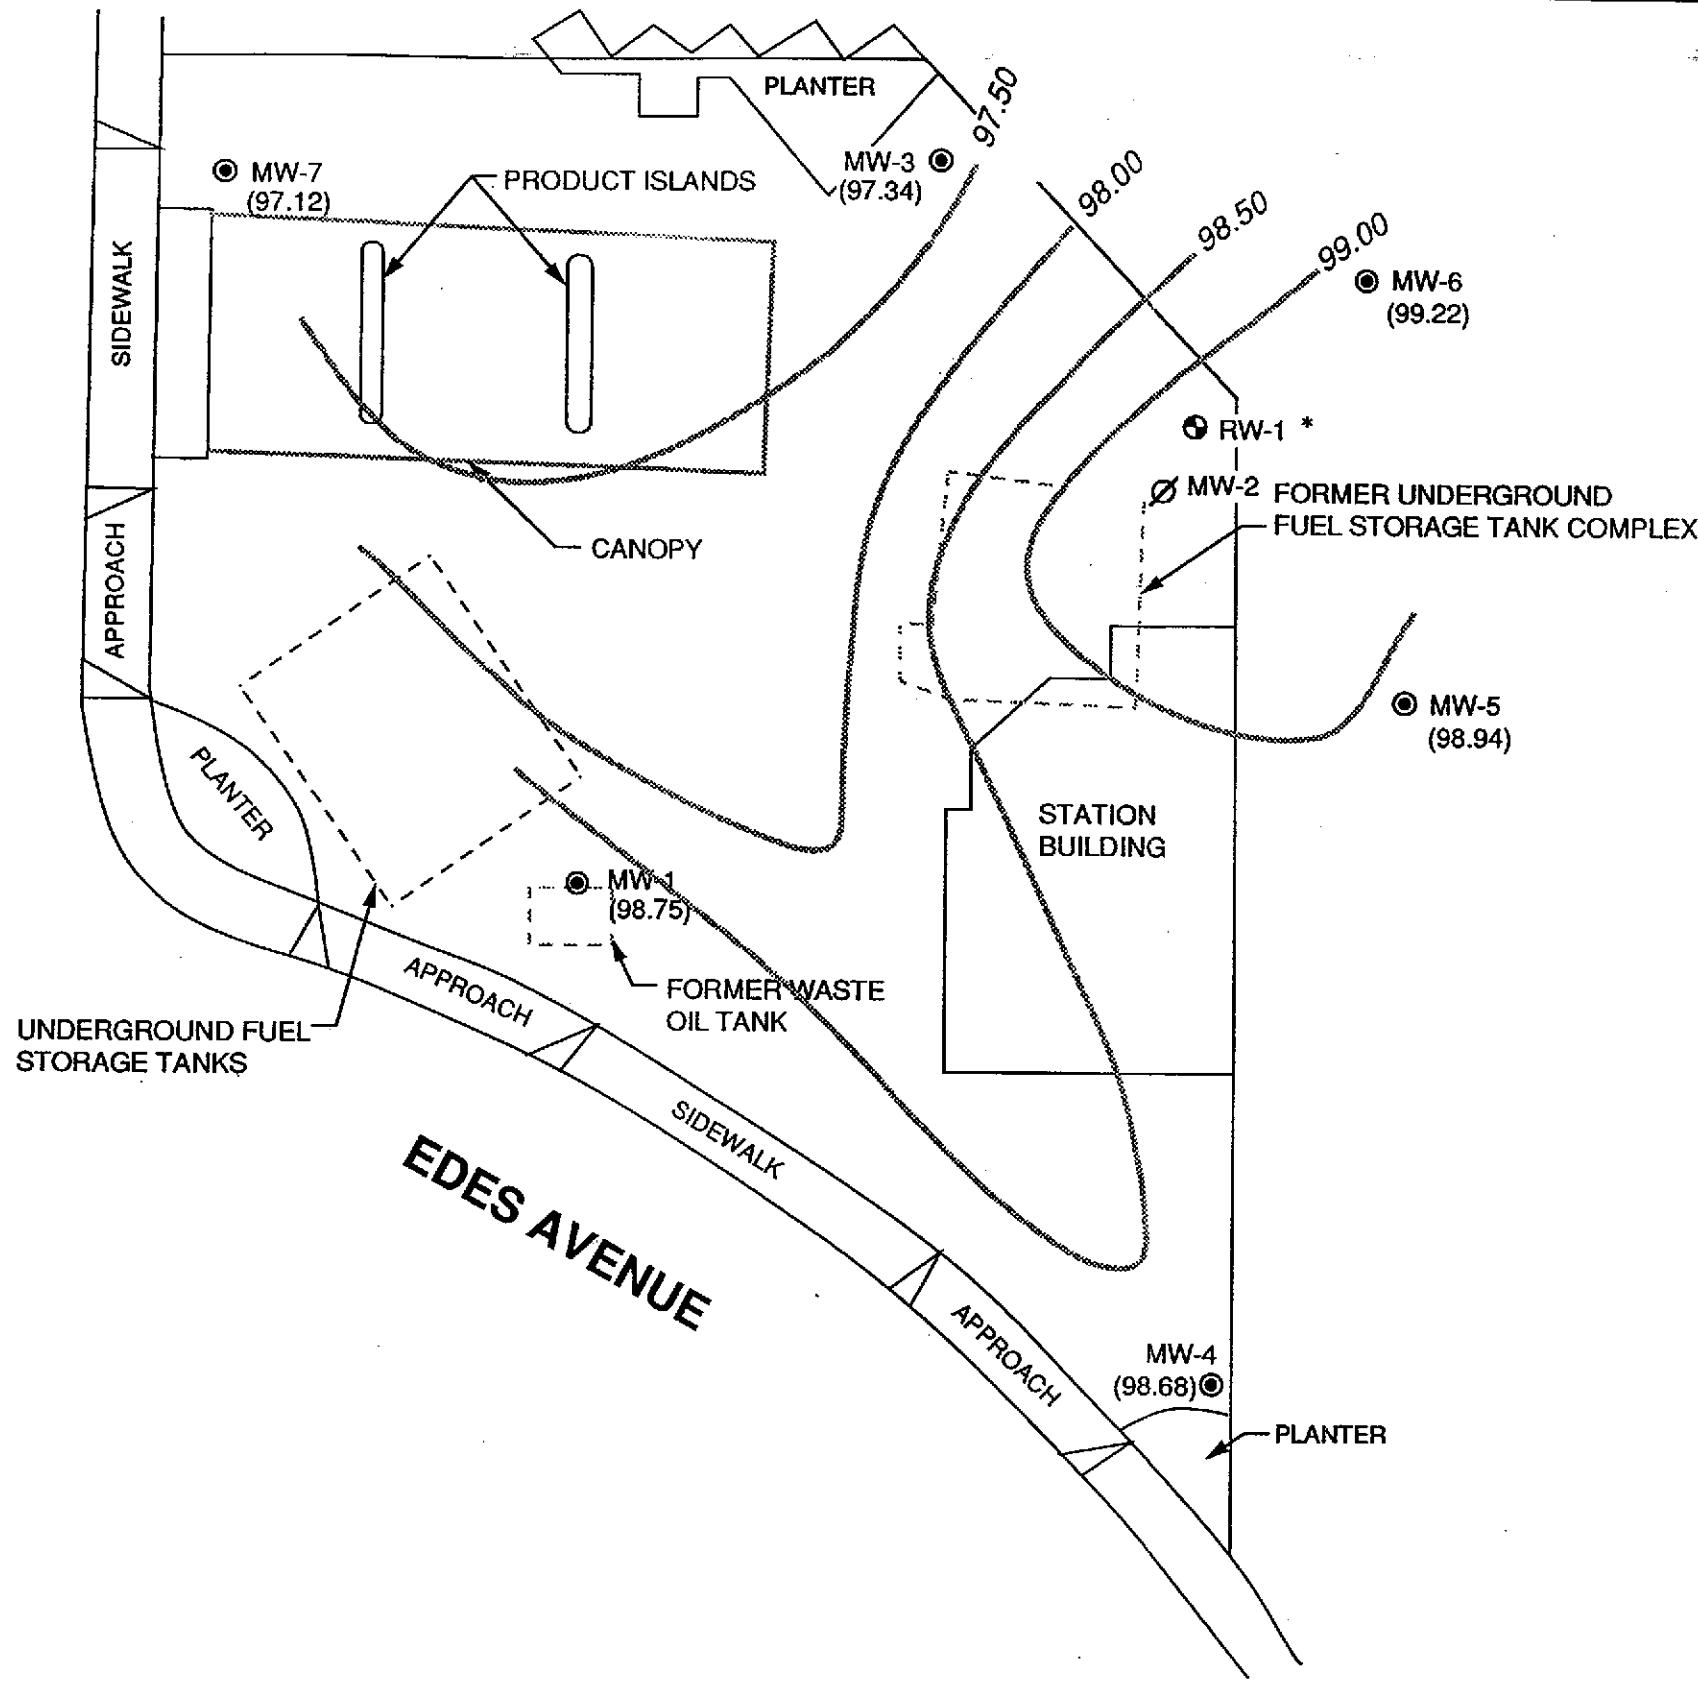 PLANTER
97.50
MW-3
(97.34)
MW-7
(97.12)
PRODUCT ISLANDS
98.00
98.50
99.00
MW-6
(99.22)
SIDEWALK
RW-1 *
MW-2
FORMER UNDERGROUND
FUEL STORAGE TANK COMPLEX
CANOPY
APPROACH
MW-5
(98.94)
PLANTER
STATION
BUILDING
MW-1
(98.75)
APPROACH
FORMER WASTE
OIL TANK
UNDERGROUND FUEL
STORAGE TANKS
SIDEWALK
EDES AVENUE
APPROACH
MW-4
(98.68)
PLANTER